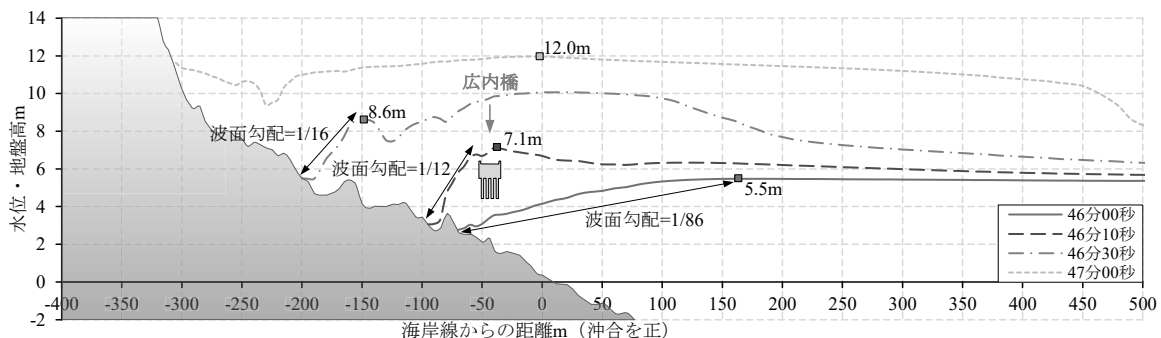 14
12
10
8
6
4
2
0
-2
水位・地盤高m
-400
-350
-300
-250
-200
-150
-100
-50
0
50
100
150
200
250
300
350
400
450
500
海岸線からの距離m（沖合を正）
12.0m
広内橋
8.6m
波面勾配=1/16
7.1m
波面勾配=1/12
5.5m
波面勾配=1/86
46分00秒
46分10秒
46分30秒
47分00秒